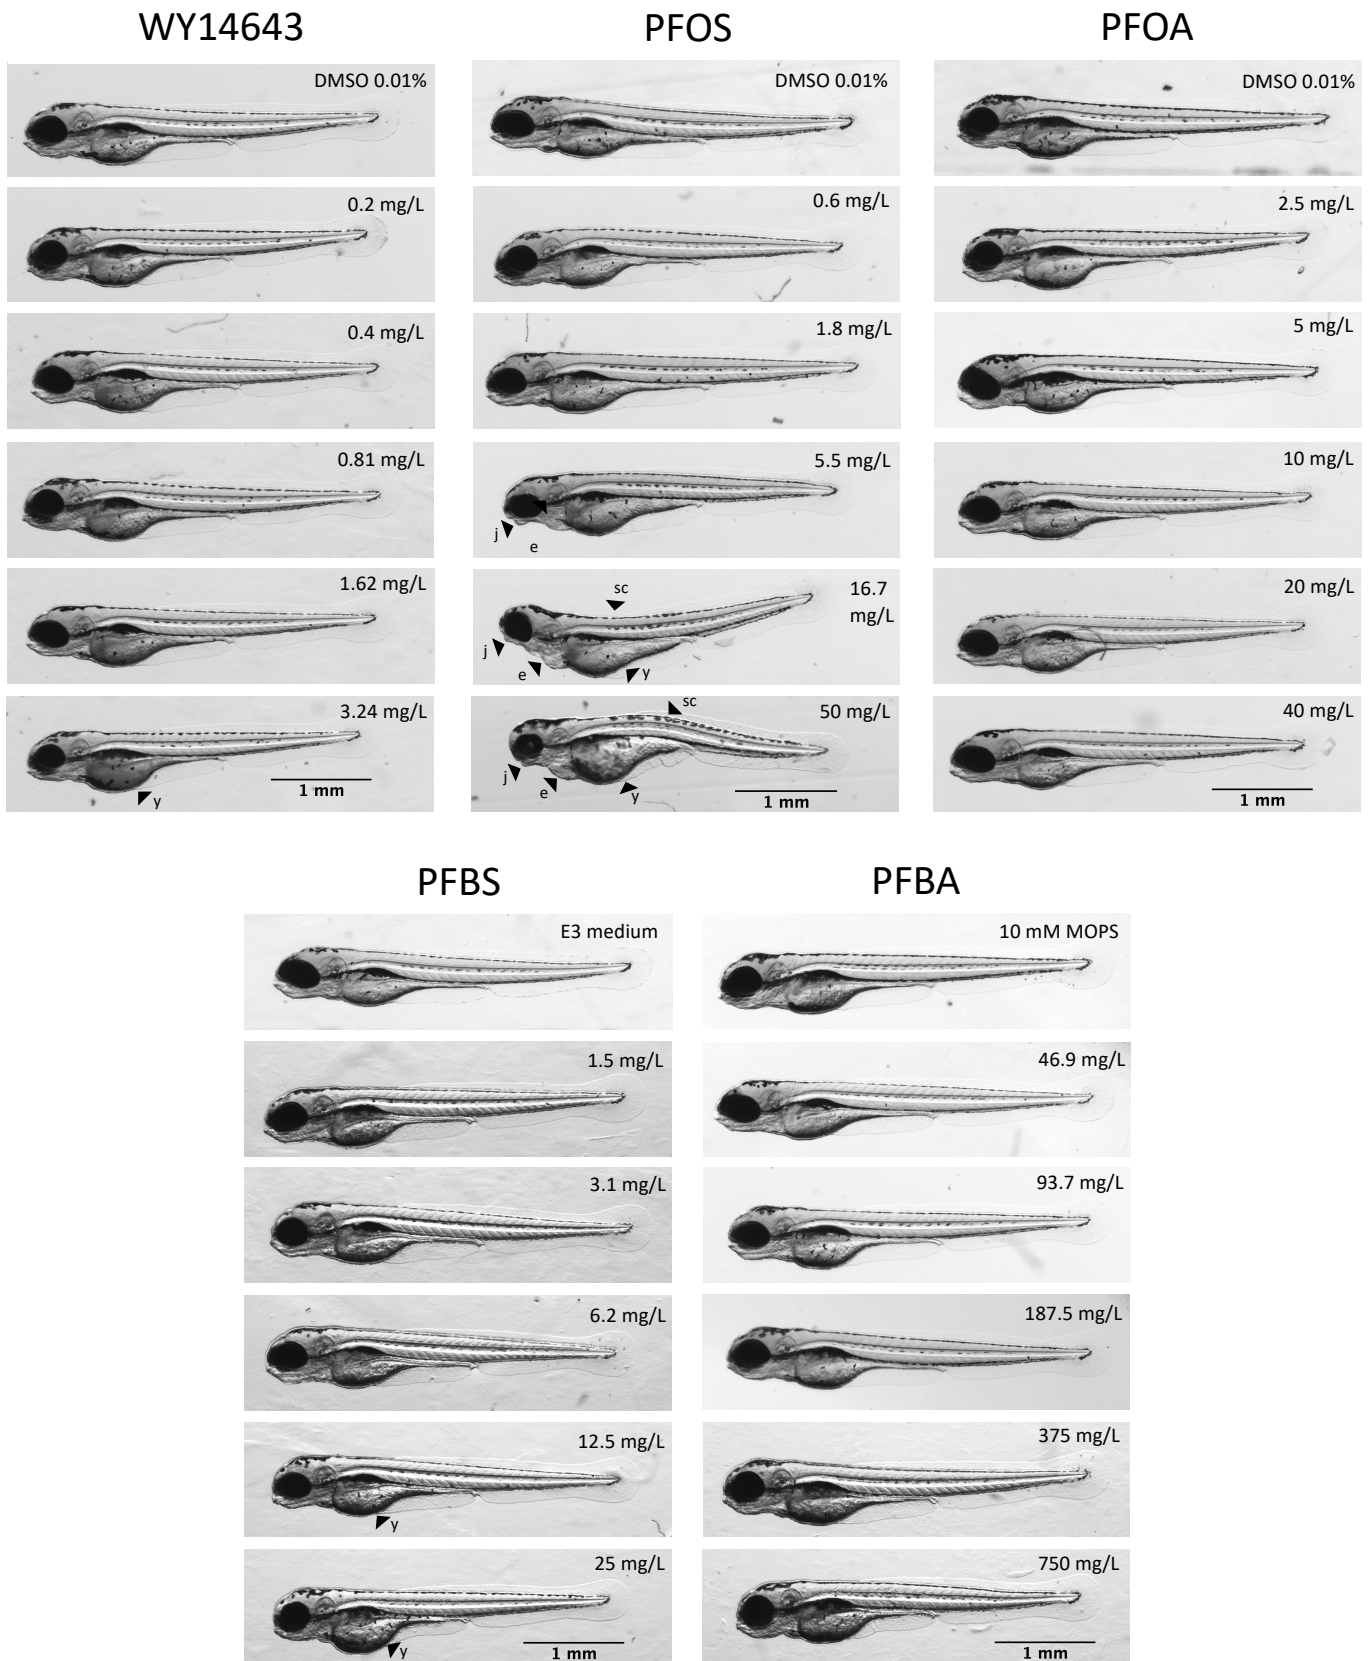 WY14643
PFOS
PFOA
DMSO 0.01%
DMSO 0.01%
DMSO 0.01%
0.2 mg/L
0.6 mg/L
2.5 mg/L
0.4 mg/L
1.8 mg/L
5 mg/L
0.81 mg/L
5.5 mg/L
j
e
10 mg/L
1.62 mg/L
sc
16.7
mg/L
j
e
y
20 mg/L
3.24 mg/L
y
1 mm
sc
50 mg/L
j
e
y
1 mm
40 mg/L
1 mm
PFBS
PFBA
E3 medium
10 mM MOPS
1.5 mg/L
46.9 mg/L
3.1 mg/L
93.7 mg/L
6.2 mg/L
187.5 mg/L
12.5 mg/L
y
375 mg/L
25 mg/L
y
1 mm
750 mg/L
1 mm